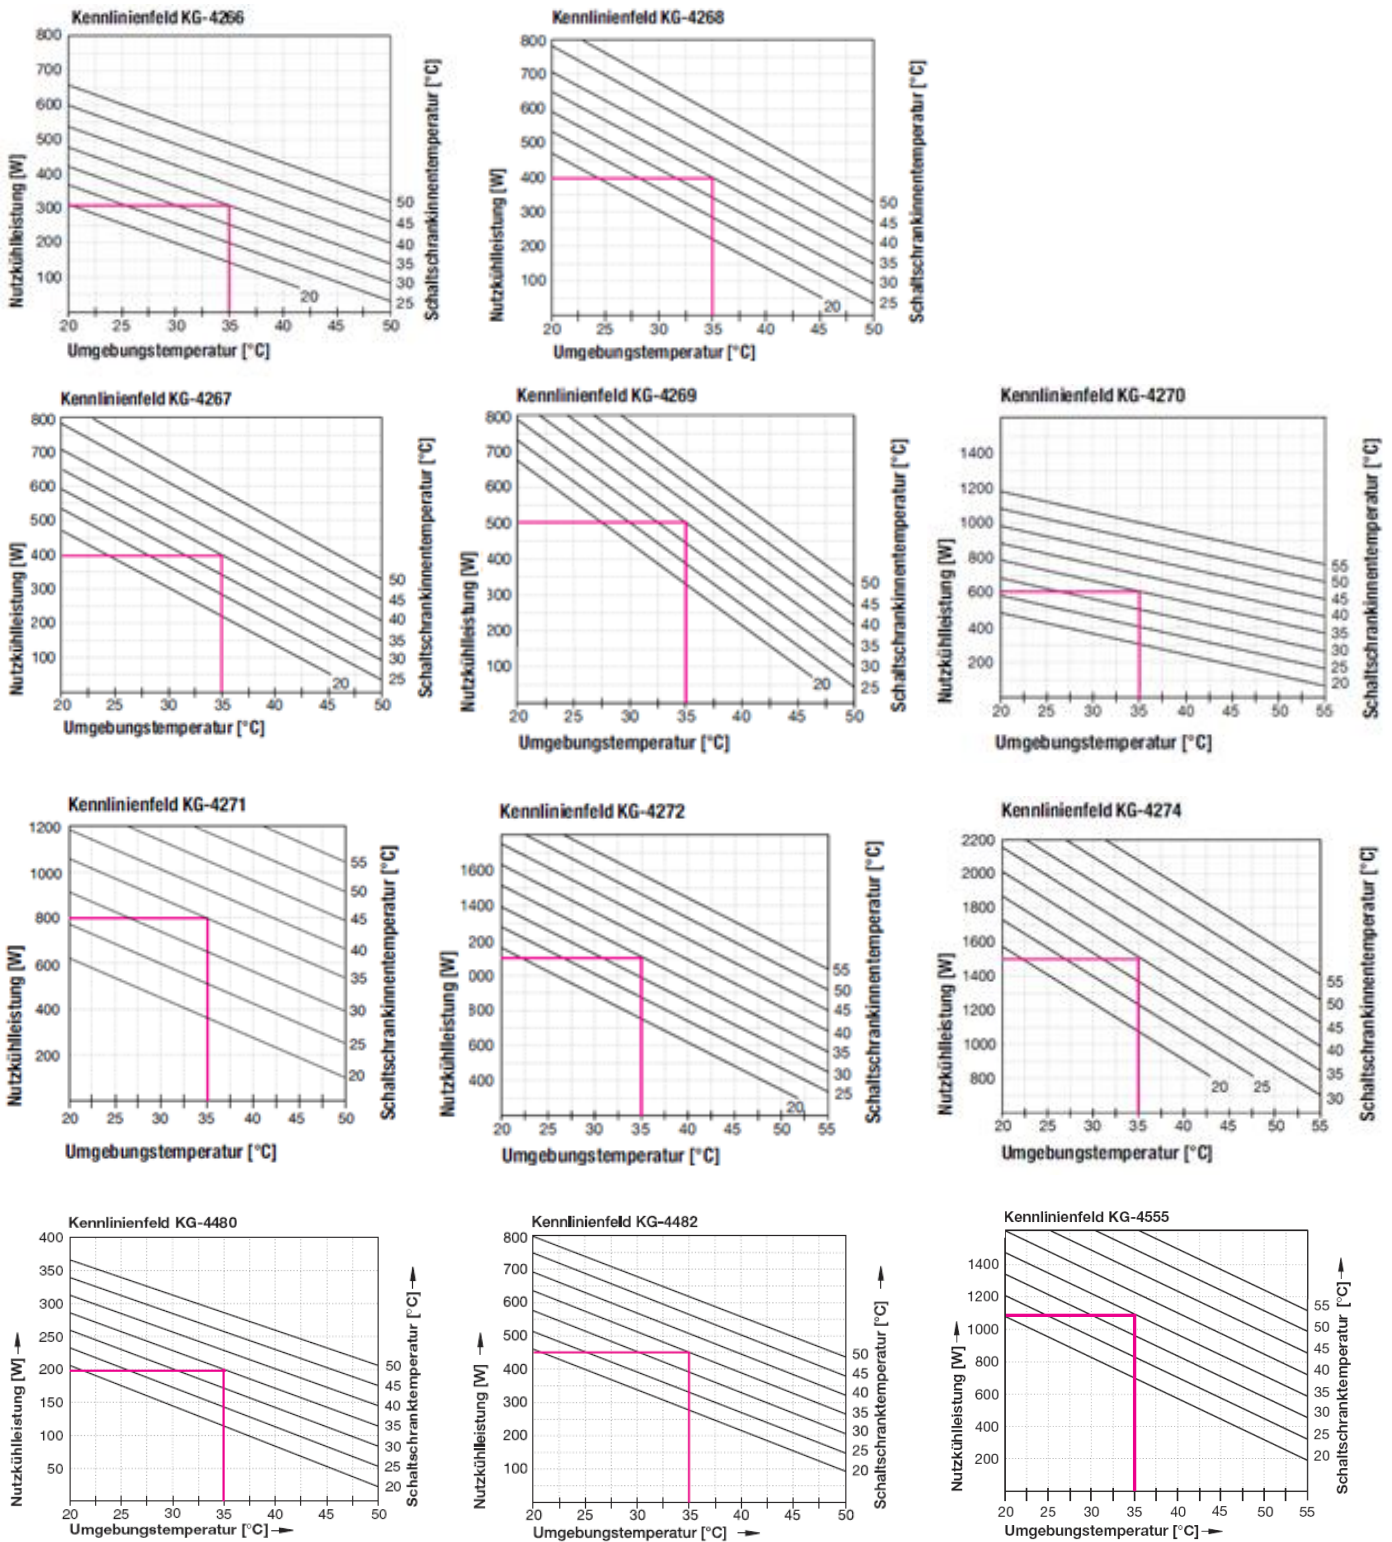 Kennlinienfeld KG-4266
800
700
600
500
400
300
200
100
Nutzkühlleistung [W]
20 25 30 35 40 45 50
Umgebungstemperatur [°C]
50
45
40
35
30
25
20
Schaltschrankinnentemperatur [°C]
Kennlinienfeld KG-4268
800
700
600
500
400
300
200
100
Nutzkühlleistung [W]
20 25 30 35 40 45 50
Umgebungstemperatur [°C]
50
45
40
35
30
25
20
Schaltschrankinnentemperatur [°C]
Kennlinienfeld KG-4267
800
700
600
500
400
300
200
100
Nutzkühlleistung [W]
20 25 30 35 40 45 50
Umgebungstemperatur [°C]
50
45
40
35
30
25
20
Schaltschrankinnentemperatur [°C]
Kennlinienfeld KG-4269
800
700
600
500
400
300
200
100
Nutzkühlleistung [W]
20 25 30 35 40 45 50
Umgebungstemperatur [°C]
50
45
40
35
30
25
20
Schaltschrankinnentemperatur [°C]
Kennlinienfeld KG-4270
1400
1200
1000
800
600
400
200
Nutzkühlleistung [W]
20 25 30 35 40 45 50 55
Umgebungstemperatur [°C]
55
50
45
40
35
30
25
20
Schaltschrankinnentemperatur [°C]
Kennlinienfeld KG-4271
1200
1000
800
600
400
200
Nutzkühlleistung [W]
20 25 30 35 40 45 50
Umgebungstemperatur [°C]
55
50
45
40
35
30
25
20
Schaltschrankinnentemperatur [°C]
Kennlinienfeld KG-4272
1600
1400
200
000
800
600
400
Nutzkühlleistung [W]
20 25 30 35 40 45 50 55
Umgebungstemperatur [°C]
55
50
45
40
35
30
25
20
Schaltschrankinnentemperatur [°C]
Kennlinienfeld KG-4274
2200
2000
1800
1600
1400
1200
1000
800
Nutzkühlleistung [W]
20 25 30 35 40 45 50 55
Umgebungstemperatur [°C]
55
50
45
40
35
30
20 25
Schaltschrankinnentemperatur [°C]
Kennlinienfeld KG-4480
400
350
300
250
200
150
100
50
Nutzkühlleistung [W]
20 25 30 35 40 45 50
Umgebungstemperatur [°C]
50
45
40
35
30
25
20
Schaltschranktemperatur [°C]
Kennlinienfeld KG-4482
800
700
600
500
400
300
200
100
Nutzkühlleistung [W]
20 25 30 35 40 45 50
Umgebungstemperatur [°C]
50
45
40
35
30
25
20
Schaltschranktemperatur [°C]
Kennlinienfeld KG-4555
1400
1200
1000
800
600
400
200
Nutzkühlleistung [W]
20 25 30 35 40 45 50 55
Umgebungstemperatur [°C]
55
50
45
40
35
30
25
20
Schaltschranktemperatur [°C]